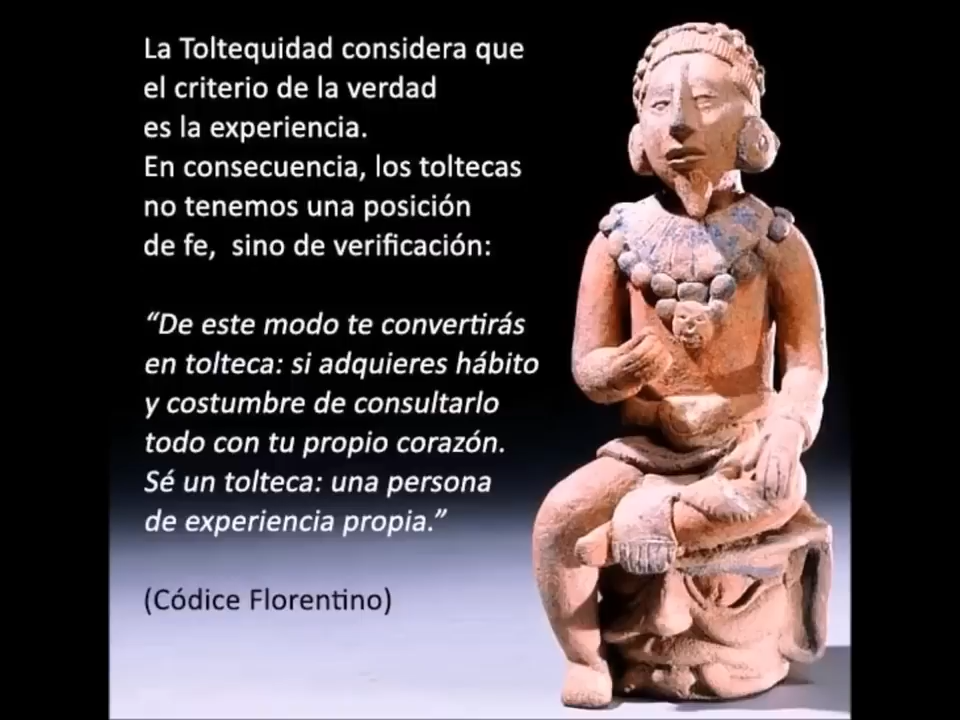 La Toltequidad considera que
el criterio de la verdad
es la experiencia.
En consecuencia, los toltecas
no tenemos una posición
de fe,  sino de verificación:
“De este modo te convertirás
en tolteca: si adquieres hábito
y costumbre de consultarlo
todo con tu propio corazón.
Sé un tolteca: una persona
de experiencia propia.”
(Códice Florentino)